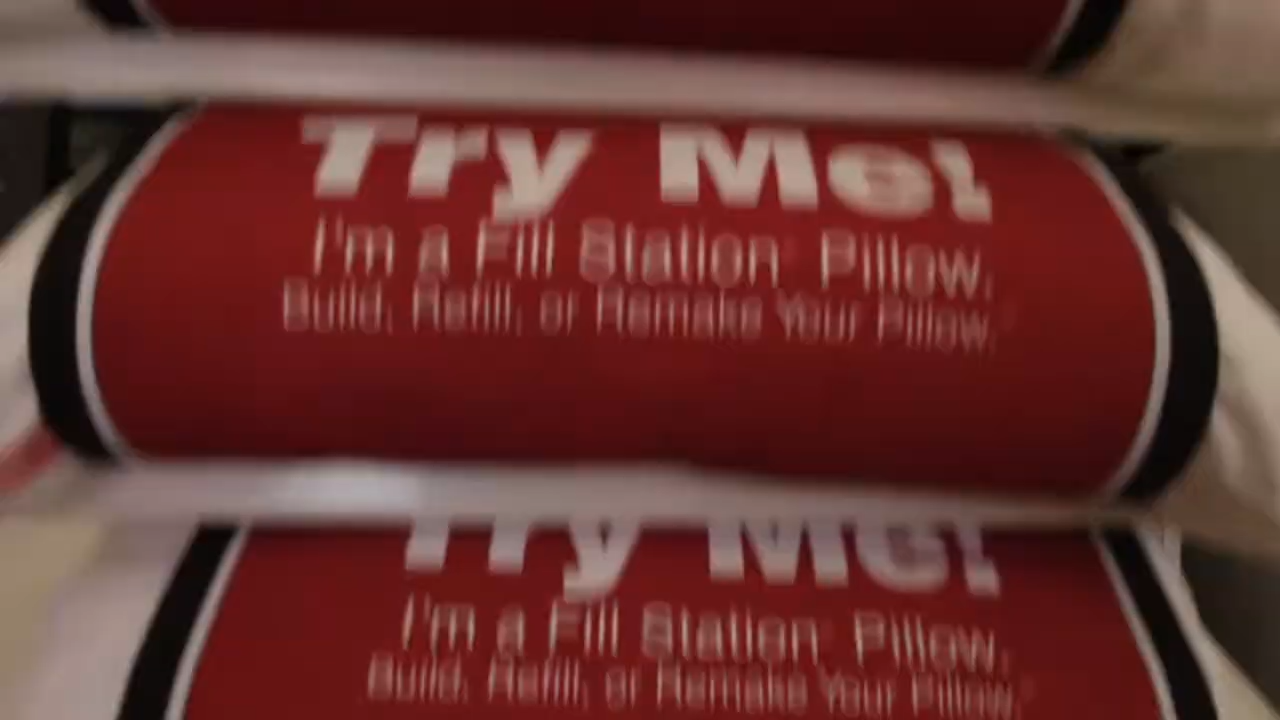 Try Me!
I'm a Fill Station Pillow.
Build, Refill, or Remake Your Pillow.
Try Me!
I'm a Fill Station Pillow.
Build, Refill, or Remake Your Pillow.